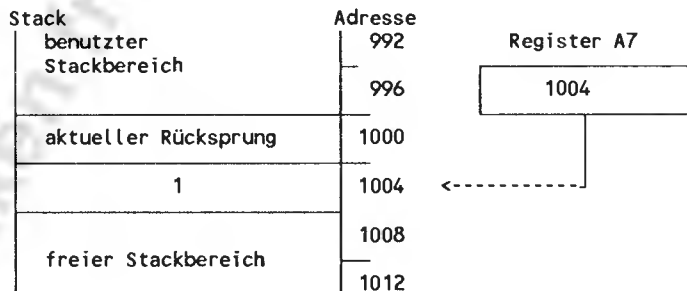 Stack Adresse
benutzter 992 Register A7
Stackbereich
996 1004
aktueller Rücksprung 1000
1 1004
1008
freier Stackbereich
1012